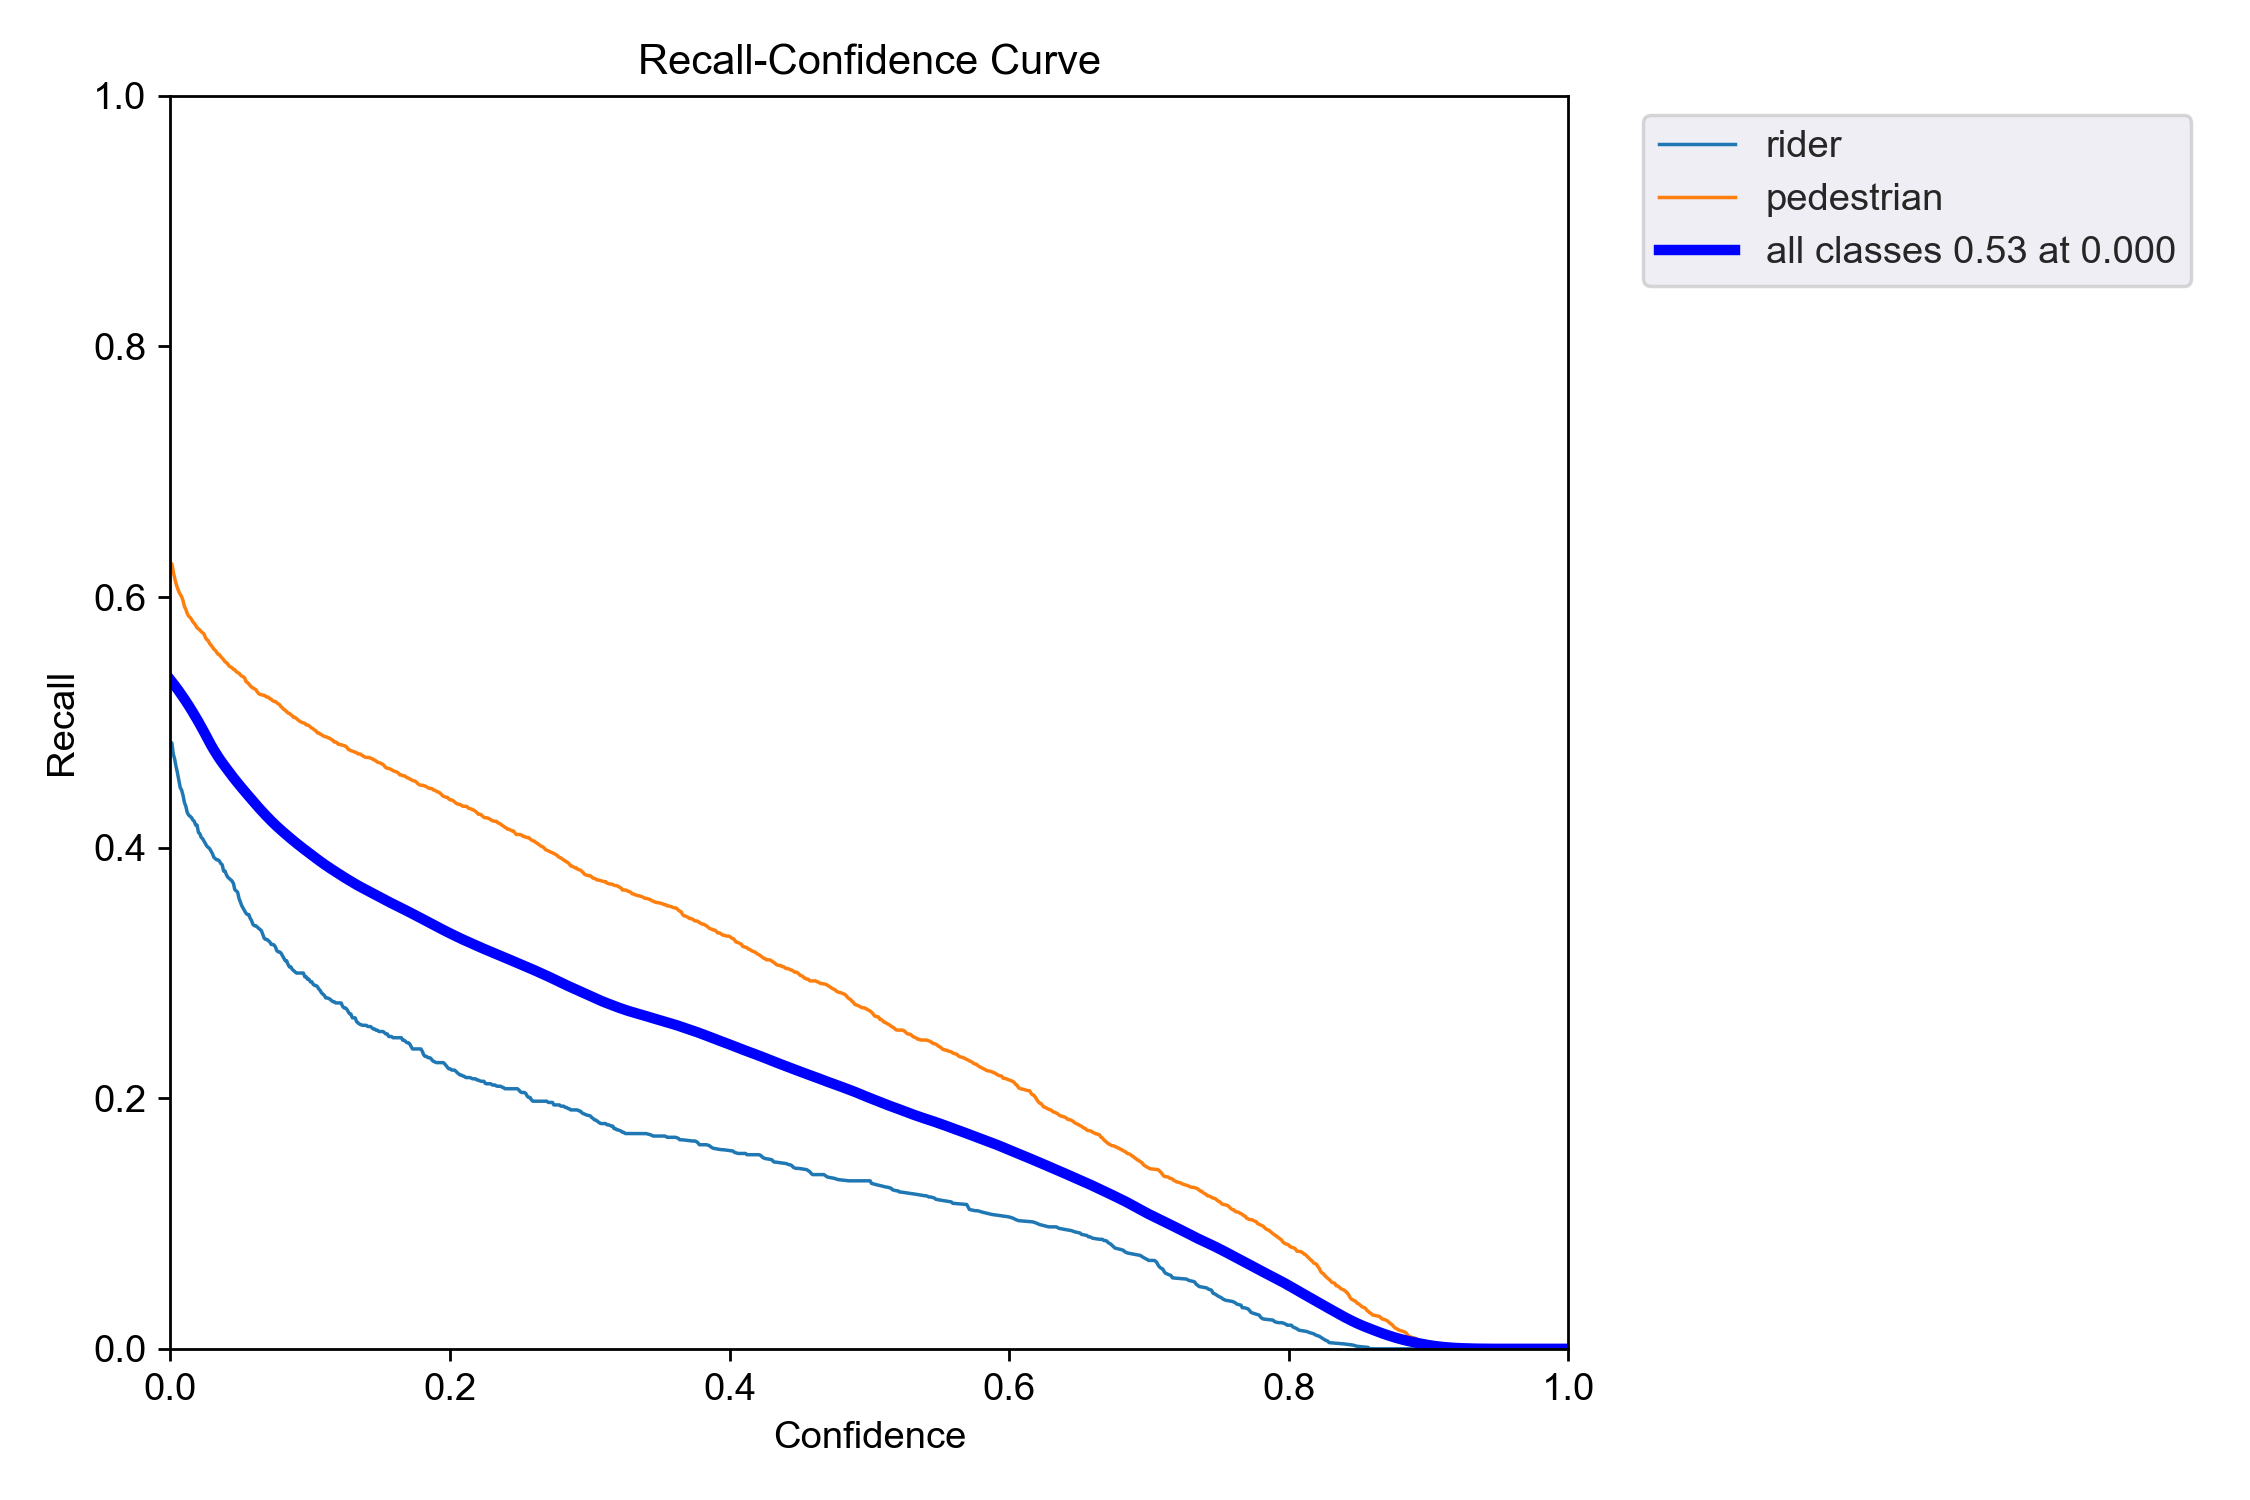 Recall-Confidence Curve
1.0
0.8
0.6
0.4
0.2
0.0
Recall
0.0 0.2 0.4 0.6 0.8 1.0
Confidence
rider
pedestrian
all classes 0.53 at 0.000